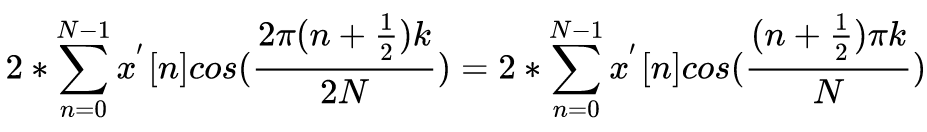 $2 * \sum_{n=0}^{N-1} x^{'}[n]cos(\frac{2\pi(n+\frac{1}{2})k}{2N}) = 2 * \sum_{n=0}^{N-1} x^{'}[n]cos(\frac{(n+\frac{1}{2})\pi k}{N})$